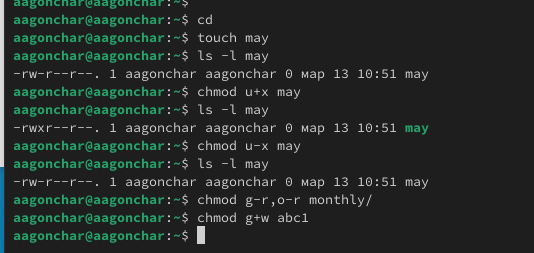 aagonchar@aagonchar:~$
aagonchar@aagonchar:~$ cd
aagonchar@aagonchar:~$ touch may
aagonchar@aagonchar:~$ ls -l may
-rw-r--r--. 1 aagonchar aagonchar 0 мар 13 10:51 may
aagonchar@aagonchar:~$ chmod u+x may
aagonchar@aagonchar:~$ ls -l may
-rwxr--r--. 1 aagonchar aagonchar 0 мар 13 10:51 may
aagonchar@aagonchar:~$ chmod u-x may
aagonchar@aagonchar:~$ ls -l may
-rw-r--r--. 1 aagonchar aagonchar 0 мар 13 10:51 may
aagonchar@aagonchar:~$ chmod g-r,o-r monthly/
aagonchar@aagonchar:~$ chmod g+w abc1
aagonchar@aagonchar:~$